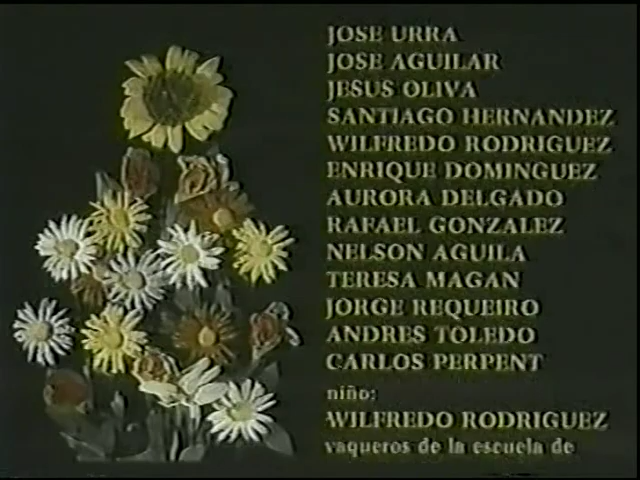 JOSE URRA
JOSE AGUILAR
JESUS OLIVA
SANTIAGO HERNANDEZ
WILFREDO RODRIGUEZ
ENRIQUE DOMINGUEZ
AURORA DELGADO
RAFAEL GONZALEZ
NELSON AGUILA
TERESA MAGAN
JORGE REQUEIRO
ANDRES TOLEDO
CARLOS PERPENT
niño:
WILFREDO RODRIGUEZ
vaqueros de la escuela de